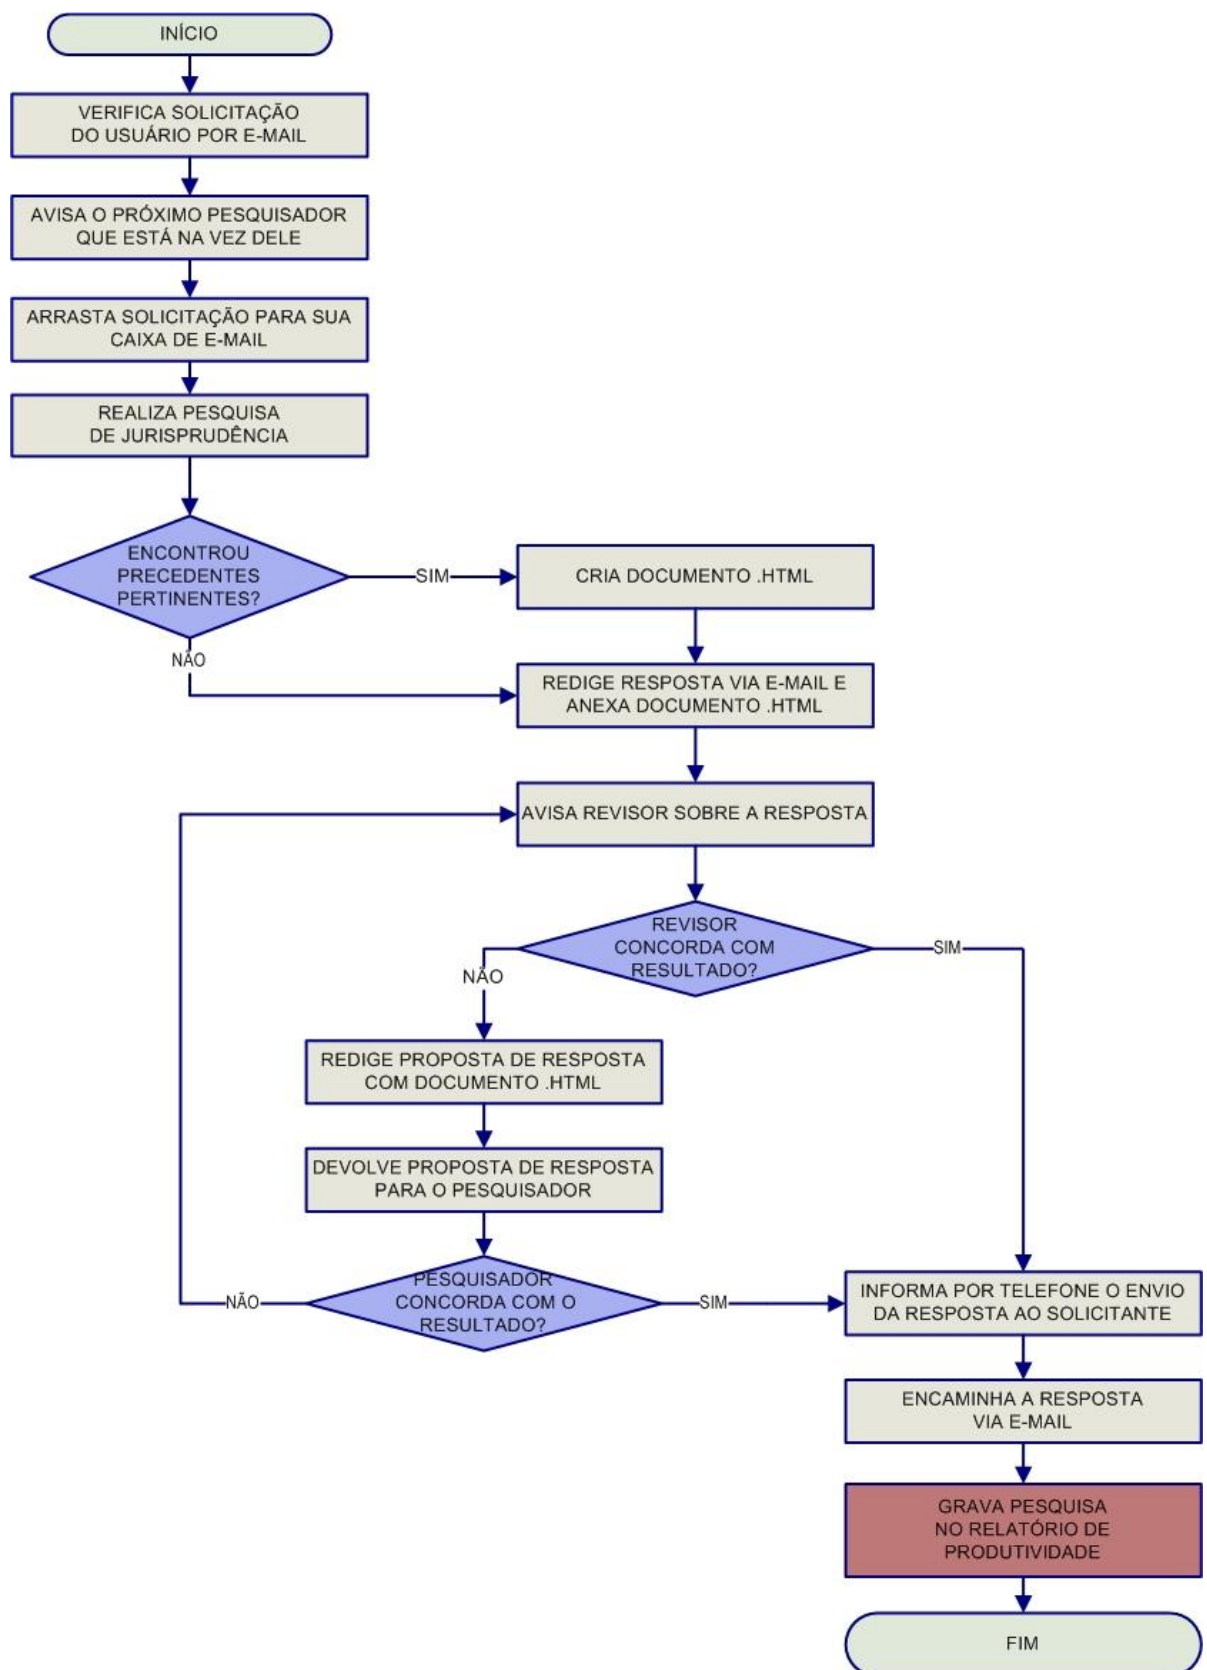 INÍCIO
VERIFICA SOLICITAÇÃO
DO USUÁRIO POR E-MAIL
AVISA O PRÓXIMO PESQUISADOR
QUE ESTÁ NA VEZ DELE
ARRASTA SOLICITAÇÃO PARA SUA
CAIXA DE E-MAIL
REALIZA PESQUISA
DE JURISPRUDÊNCIA
ENCONTROU
PRECEDENTES
PERTINENTES?
SIM
CRIA DOCUMENTO .HTML
NÃO
REDIGE RESPOSTA VIA E-MAIL E
ANEXA DOCUMENTO .HTML
AVISA REVISOR SOBRE A RESPOSTA
REVISOR
CONCORDA COM
RESULTADO?
SIM
NÃO
REDIGE PROPOSTA DE RESPOSTA
COM DOCUMENTO .HTML
DEVOLVE PROPOSTA DE RESPOSTA
PARA O PESQUISADOR
PESQUISADOR
CONCORDA COM O
RESULTADO?
NÃO
SIM
INFORMA POR TELEFONE O ENVIO
DA RESPOSTA AO SOLICITANTE
ENCAMINHA A RESPOSTA
VIA E-MAIL
GRAVA PESQUISA
NO RELATÓRIO DE
PRODUTIVIDADE
FIM